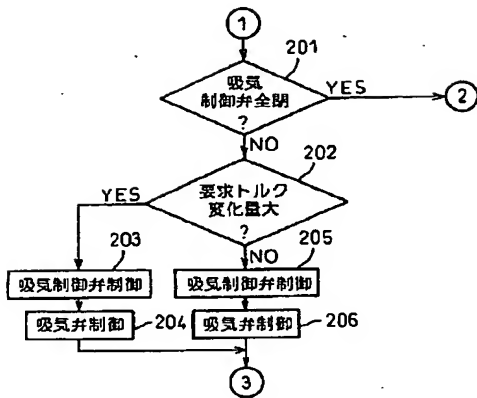 1
201
吸気
制御弁全閉
?
YES
2
NO
202
要求トルク
変化量大
?
YES
NO
203
吸気制御弁制御
204
吸気弁制御
205
吸気制御弁制御
206
吸気弁制御
3